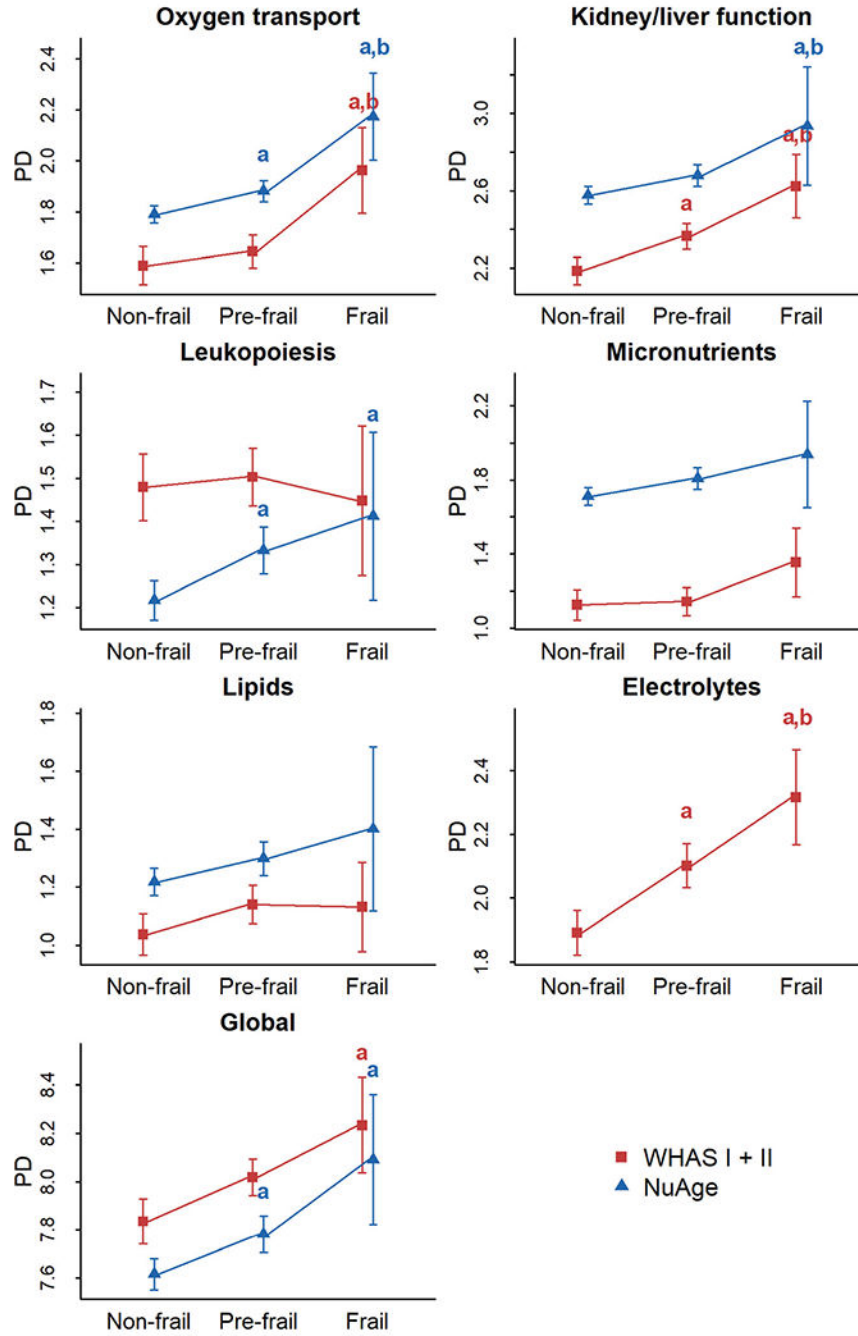 Oxygen transport
PD
2.4
2.2
2.0
1.8
1.6
a
a,b
a,b
Non-frail Pre-frail Frail
Kidney/liver function
PD
3.0
2.6
2.2
a
a,b
a,b
Non-frail Pre-frail Frail
Leukopoiesis
PD
1.7
1.6
1.5
1.4
1.3
1.2
a
a
Non-frail Pre-frail Frail
Micronutrients
PD
2.2
1.8
1.4
1.0
Non-frail Pre-frail Frail
Lipids
PD
1.8
1.6
1.4
1.2
1.0
Non-frail Pre-frail Frail
Electrolytes
PD
2.4
2.2
2.0
1.8
a
a,b
Non-frail Pre-frail Frail
Global
PD
8.4
8.2
8.0
7.8
7.6
a
a
a
Non-frail Pre-frail Frail
WHAS I + II
NuAge